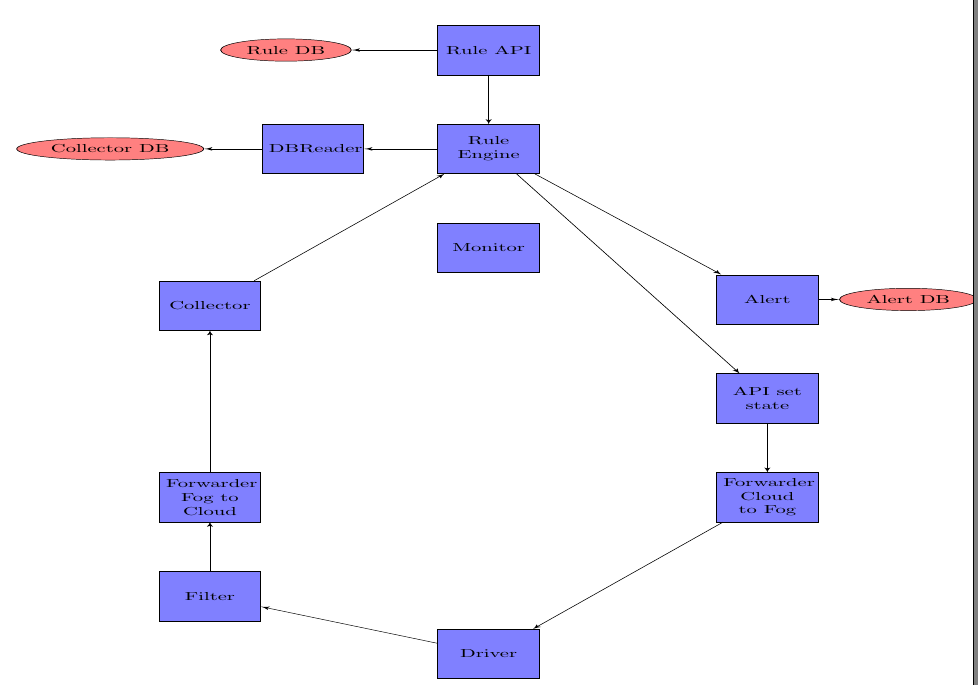 Rule DB
Rule API
Collector DB
DBReader
Rule
Engine
Monitor
Collector
Alert
Alert DB
API set
state
Forwarder
Fog to
Cloud
Forwarder
Cloud
to Fog
Filter
Driver